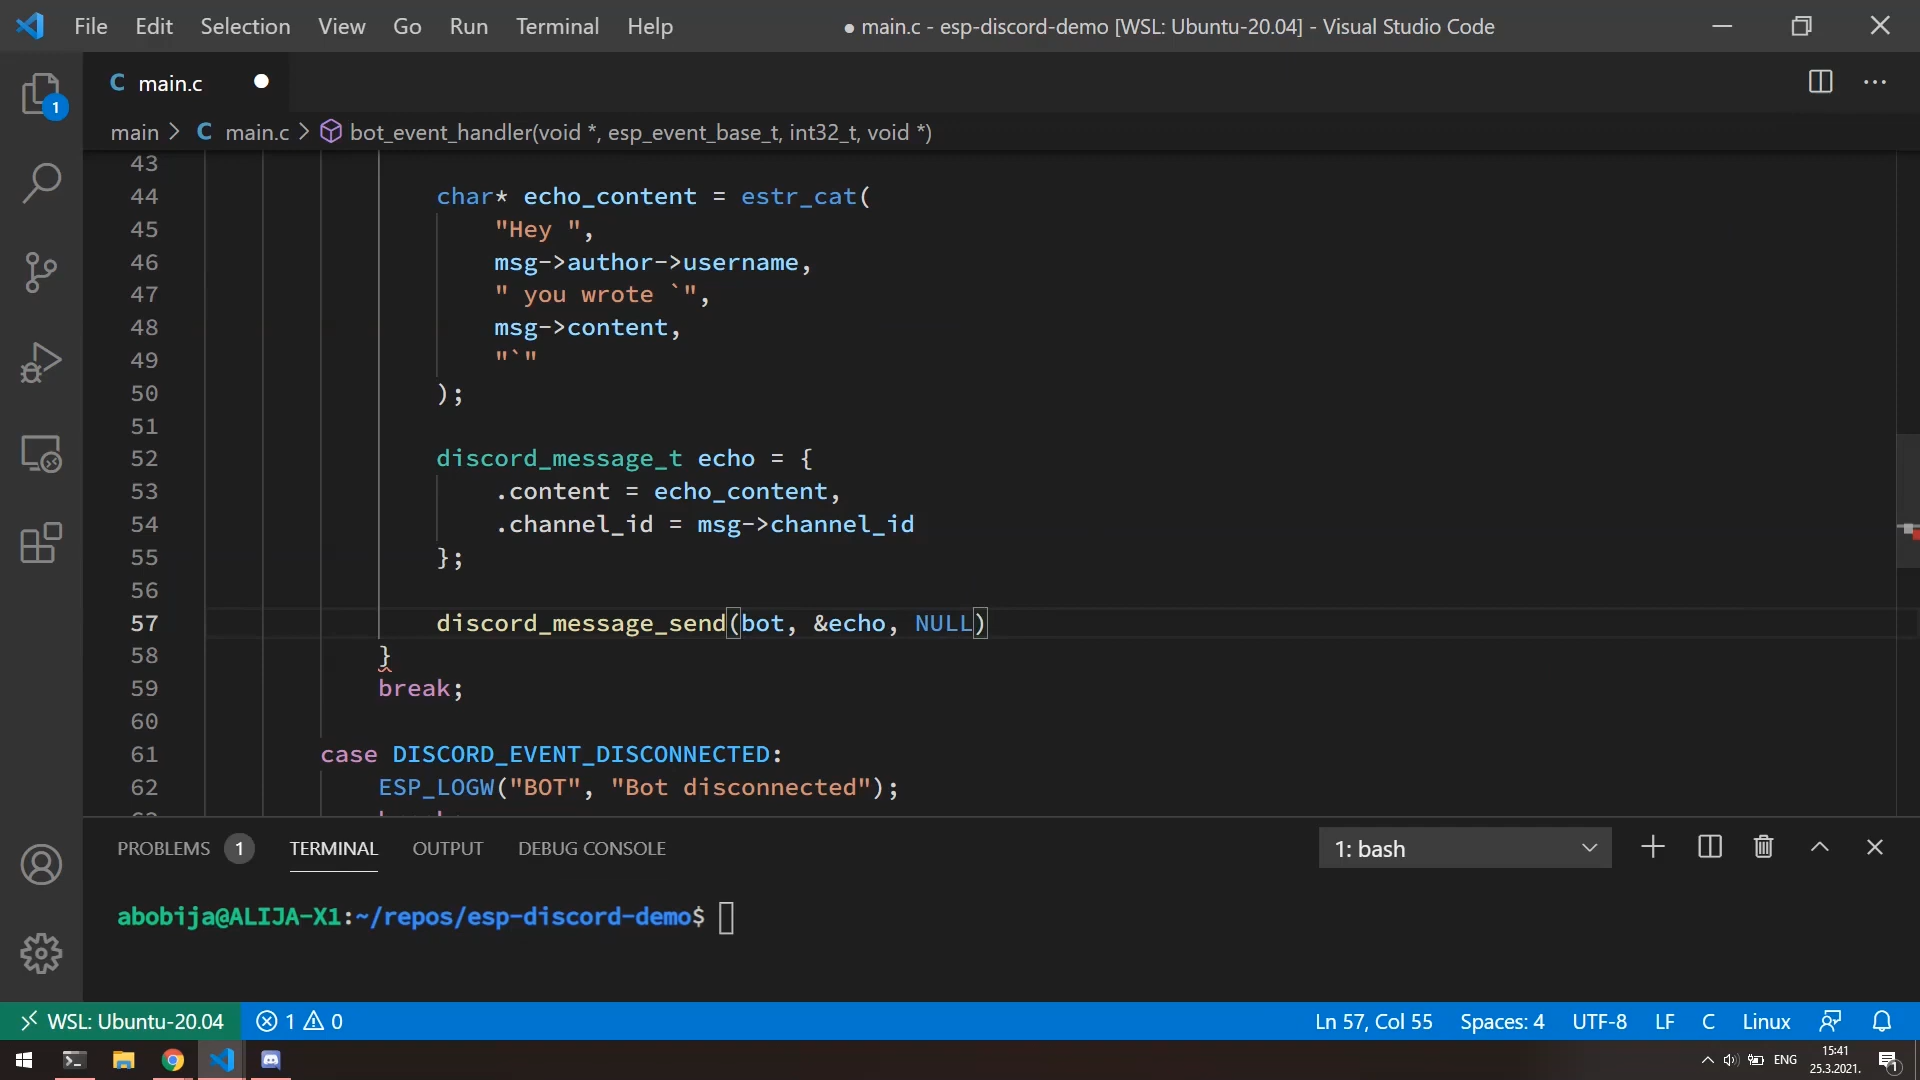 File Edit Selection View Go Run Terminal Help ● main.c - esp-discord-demo [WSL: Ubuntu-20.04] - Visual Studio Code
C main.c ●
1
main > C main.c > bot_event_handler(void *, esp_event_base_t, int32_t, void *)
43
44 char* echo_content = estr_cat(
45 "Hey ",
46 msg->author->username,
47 " you wrote `",
48 msg->content,
49 "`"
50 );
51
52 discord_message_t echo = {
53 .content = echo_content,
54 .channel_id = msg->channel_id
55 };
56
57 discord_message_send(bot, &echo, NULL)
58 }
59 break;
60
61 case DISCORD_EVENT_DISCONNECTED:
62 ESP_LOGW("BOT", "Bot disconnected");
PROBLEMS 1 TERMINAL OUTPUT DEBUG CONSOLE 1: bash
abobija@ALIJA-X1:~/repos/esp-discord-demo$
WSL: Ubuntu-20.04 1 0 Ln 57, Col 55 Spaces: 4 UTF-8 LF C Linux
ENG 15:41 1
25.3.2021.